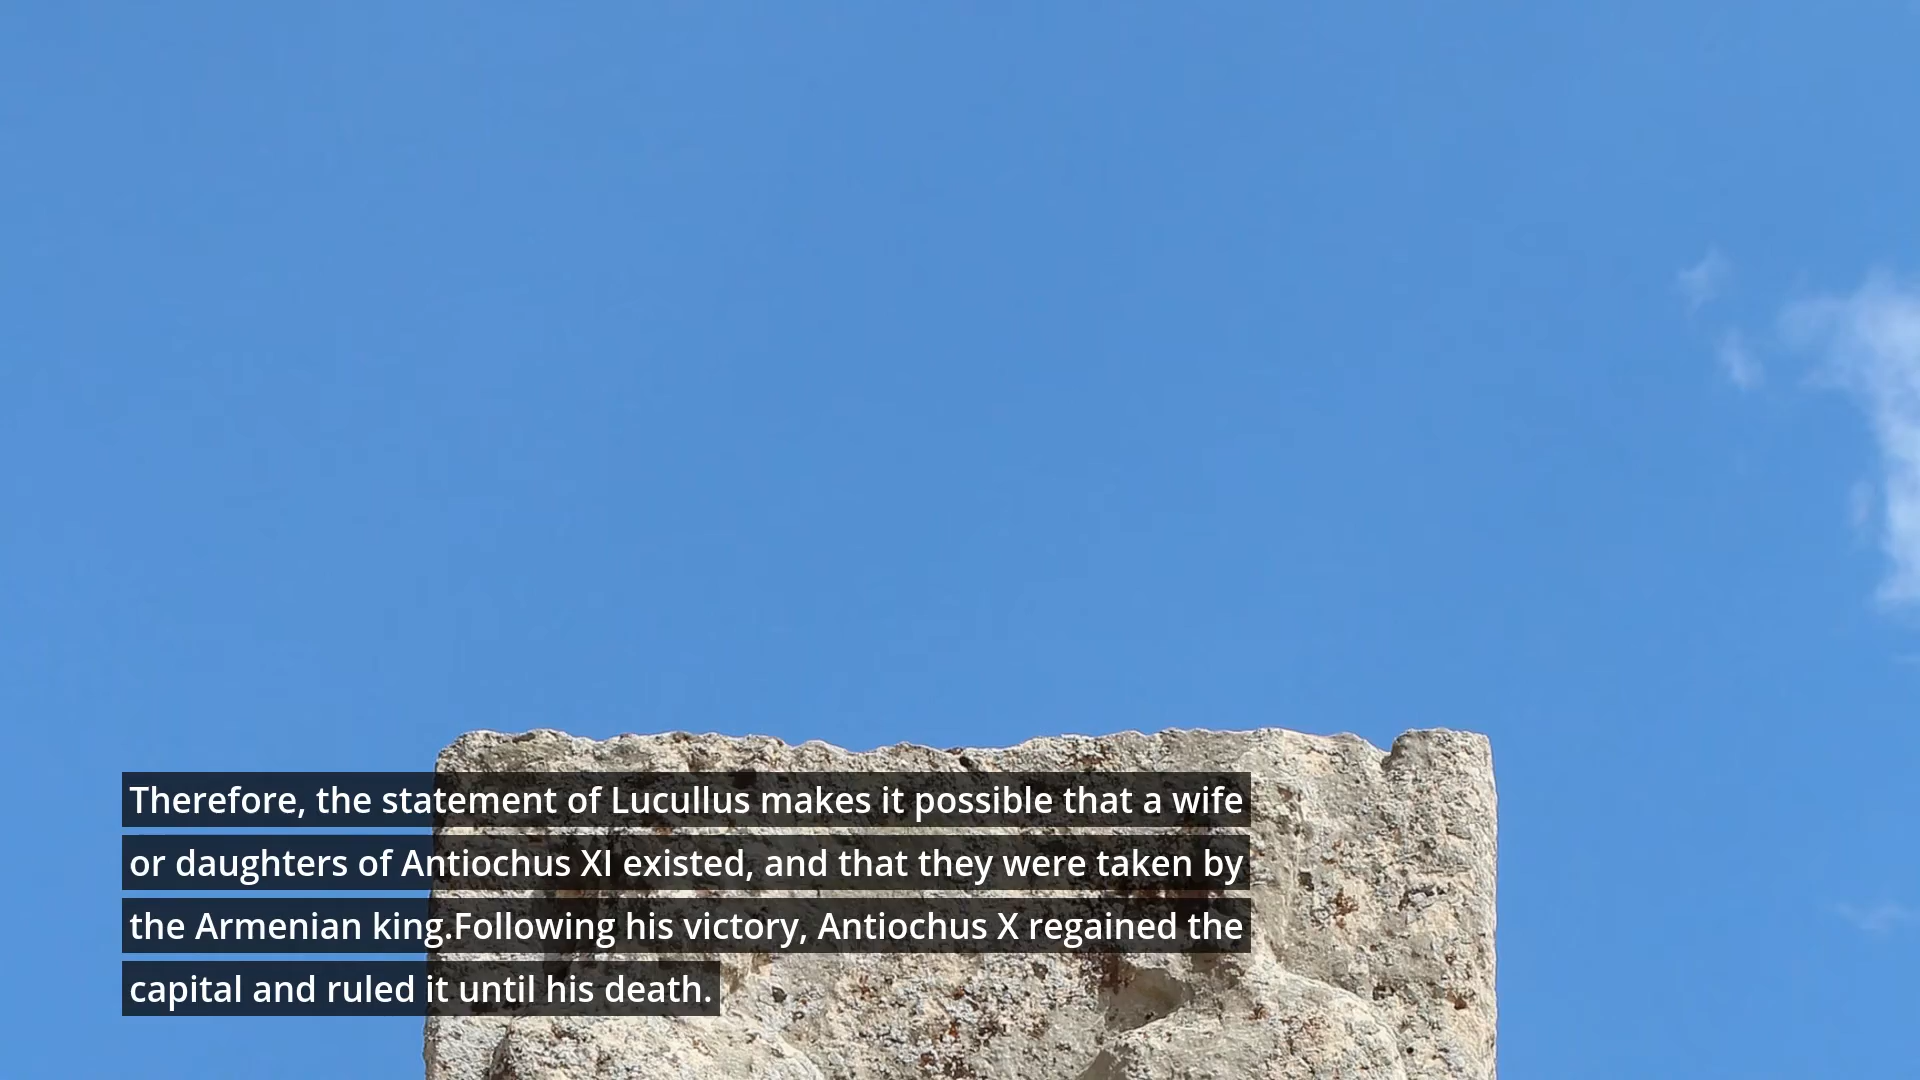 Therefore, the statement of Lucullus makes it possible that a wife
or daughters of Antiochus XI existed, and that they were taken by
the Armenian king.Following his victory, Antiochus X regained the
capital and ruled it until his death.